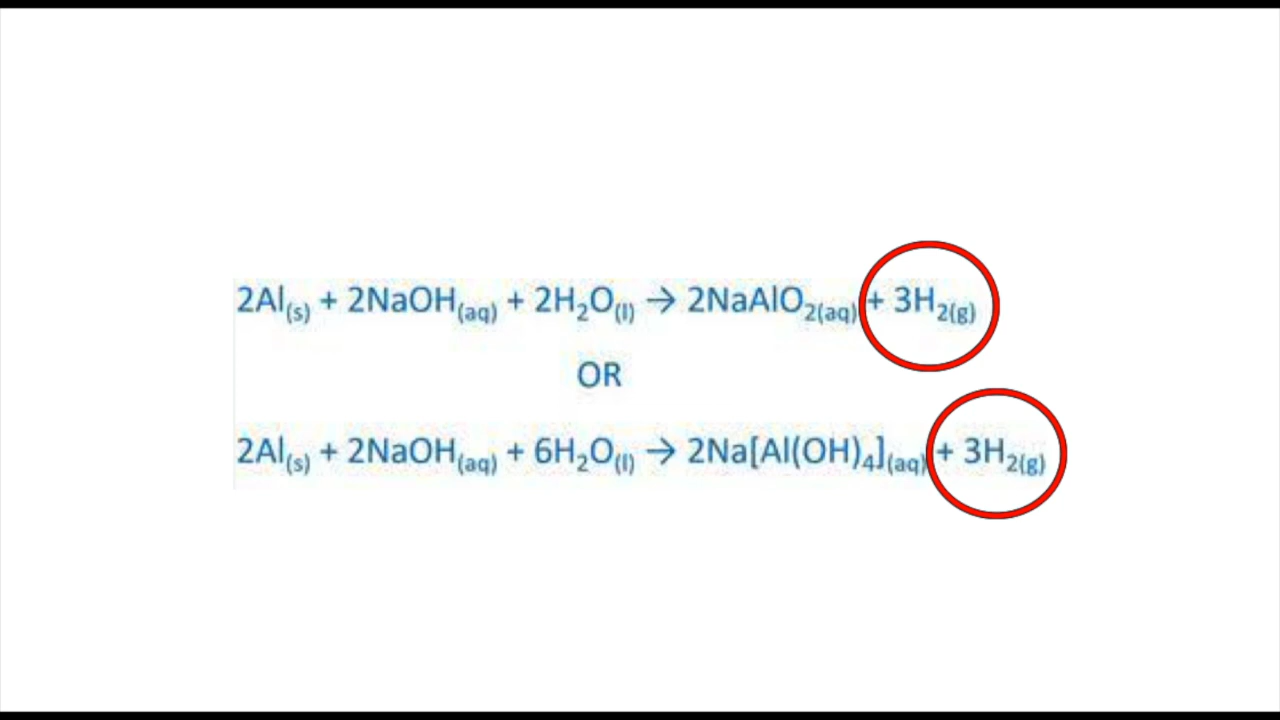 2Al(s) + 2NaOH(aq) + 2H₂O(l) → 2NaAlO₂(aq) + 3H₂(g)
OR
2Al(s) + 2NaOH(aq) + 6H₂O(l) → 2Na[Al(OH)₄](aq) + 3H₂(g)